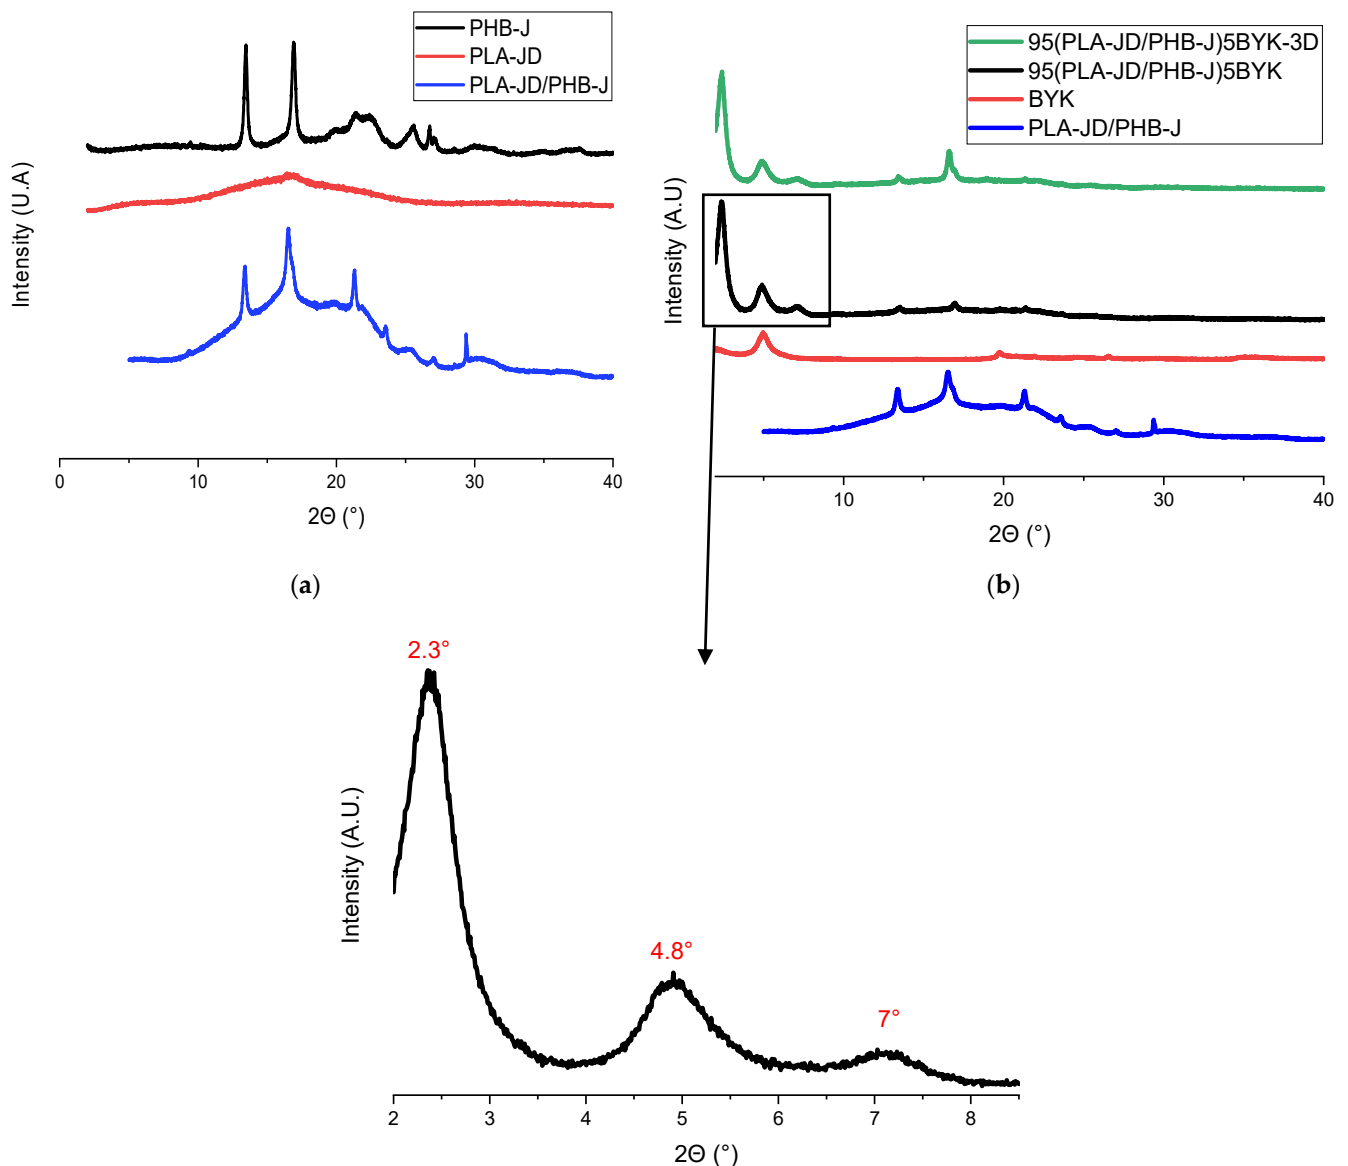 PHB-J
PLA-JD
PLA-JD/PHB-J
Intensity (U.A)
0
10
20
30
40
2Θ (°)
(a)
95(PLA-JD/PHB-J)5BYK-3D
95(PLA-JD/PHB-J)5BYK
BYK
PLA-JD/PHB-J
Intensity (A.U)
10
20
30
40
2Θ (°)
(b)
2.3°
4.8°
7°
Intensity (A.U.)
2
3
4
5
6
7
8
2Θ (°)